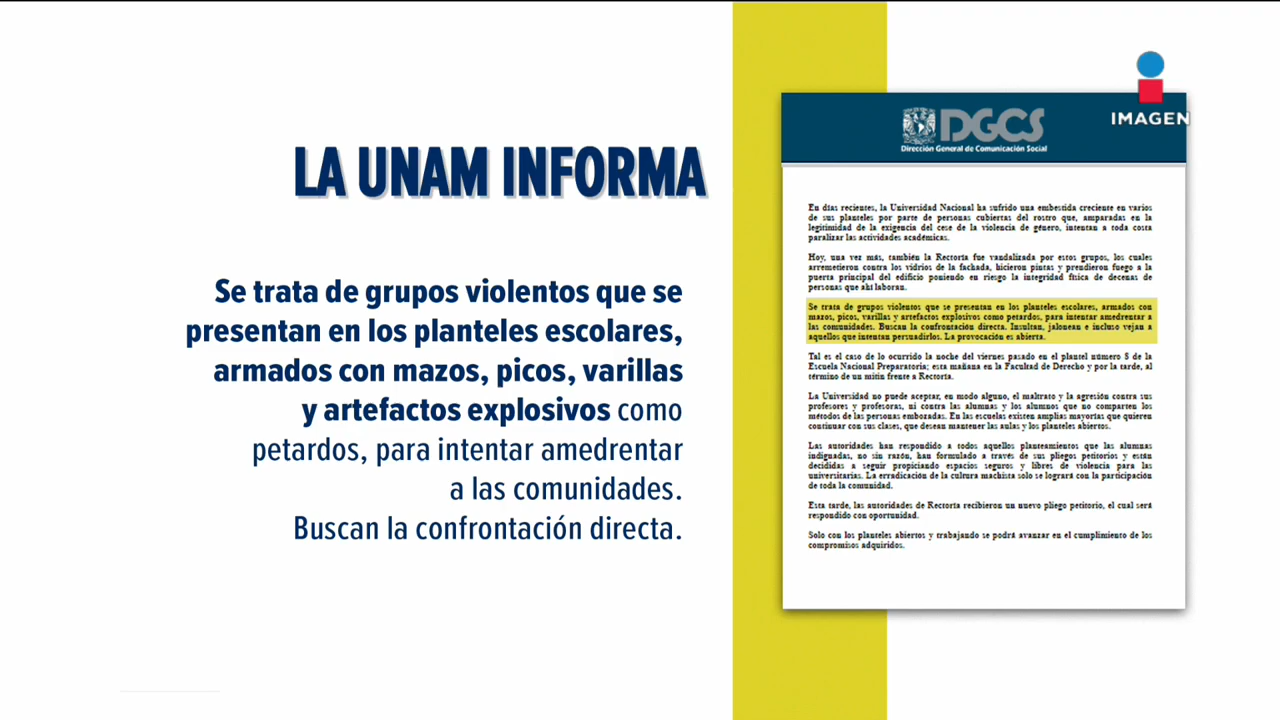 LA UNAM INFORMA
Se trata de grupos violentos que se
presentan en los planteles escolares,
armados con mazos, picos, varillas
y artefactos explosivos como
petardos, para intentar amedrentar
a las comunidades.
Buscan la confrontación directa.
IMAGEN
DGCS
Dirección General de Comunicación Social
En días recientes, la Universidad Nacional ha sufrido una embestida creciente en varios
de sus planteles por parte de personas cubiertas del rostro que, amparadas en la
legitimidad de la exigencia del cese de la violencia de género, intentan a toda costa
paralizar las actividades académicas.
Hoy, una vez más, también la Rectoría fue vandalizada por estos grupos, los cuales
arremetieron contra los vidrios de la fachada, hicieron pintas y prendieron fuego a la
puerta principal del edificio poniendo en riesgo la integridad física de decenas de
personas que ahí laboran.
Se trata de grupos violentos que se presentan en los planteles escolares, armados con
mazos, picos, varillas y artefactos explosivos como petardos, para intentar amedrentar a
las comunidades. Buscan la confrontación directa. Insultan, jalonean e incluso vejan a
aquellos que intentan persuadirlos. La provocación es abierta.
Tal es el caso de lo ocurrido la noche del viernes pasado en el plantel número 8 de la
Escuela Nacional Preparatoria; esta mañana en la Facultad de Derecho y por la tarde, al
término de un mitin frente a Rectoría.
La Universidad no puede aceptar, en modo alguno, el maltrato y la agresión contra sus
profesores y profesoras, ni contra las alumnas y los alumnos que no comparten los
métodos de las personas embozadas. En las escuelas existen amplias mayorías que quieren
continuar con sus clases, que desean mantener las aulas y los planteles abiertos.
Las autoridades han respondido a todos aquellos planteamientos que las alumnas
indignadas, no sin razón, han formulado a través de sus pliegos petitorios y están
decididas a seguir propiciando espacios seguros y libres de violencia para las
universitarias. La erradicación de la cultura machista solo se logrará con la participación
de toda la comunidad.
Esta tarde, las autoridades de Rectoría recibieron un nuevo pliego petitorio, el cual será
respondido con oportunidad.
Solo con los planteles abiertos y trabajando se podrá avanzar en el cumplimiento de los
compromisos adquiridos.